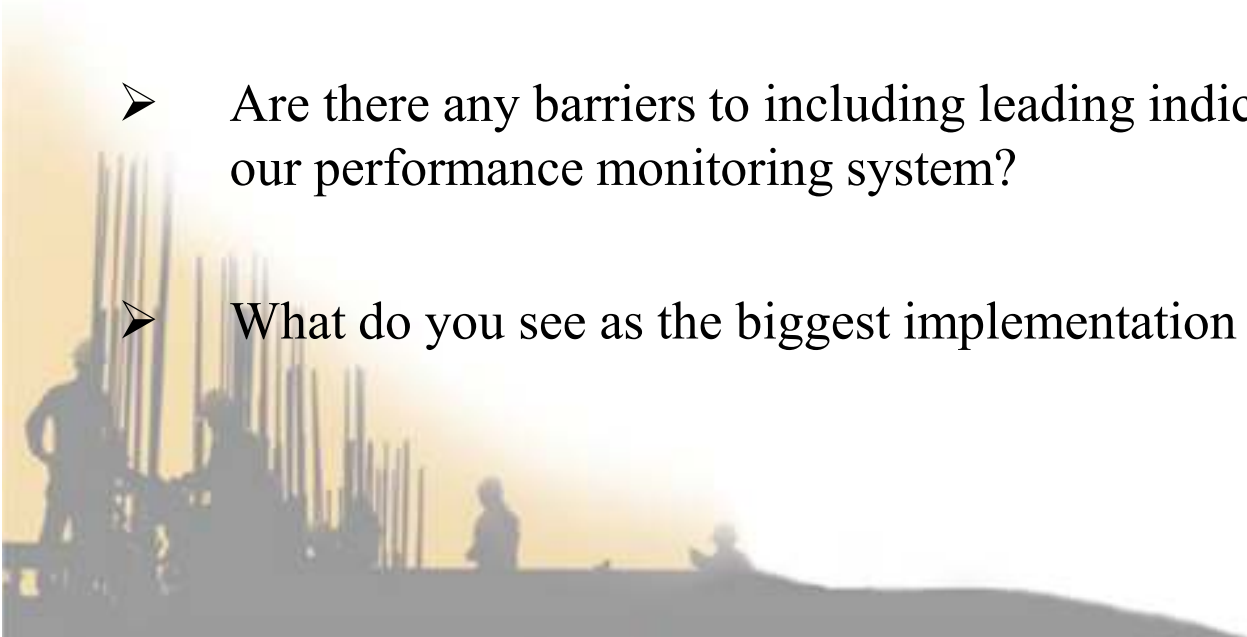 ➢ Are there any barriers to including leading indic
our performance monitoring system?
➢ What do you see as the biggest implementation